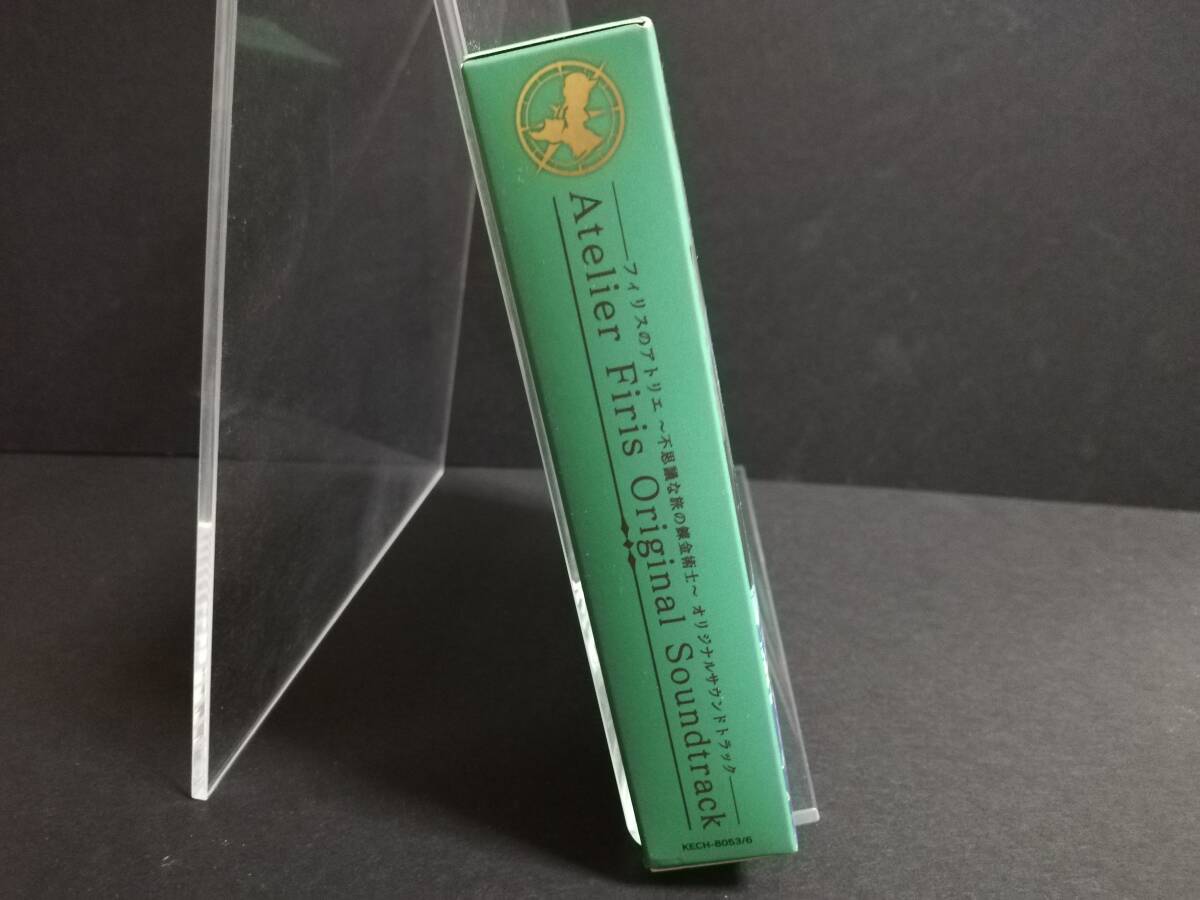 フィリスのアトリエ ～不思議な旅の錬金術士～ オリジナルサウンドトラック
Atelier Firis Original Soundtrack
KECH-8053/6